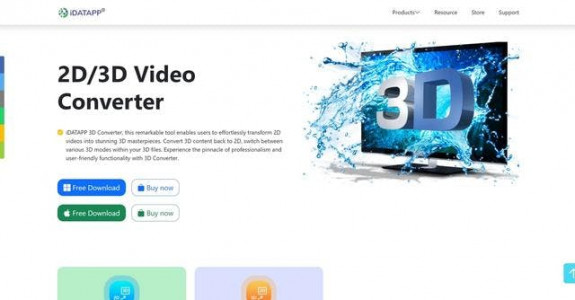 iDATAPP®
Products
Resource
Store
Support
2D/3D Video
Converter
iDATAPP 3D Converter, this remarkable tool enables users to effortlessly transform 2D
videos into stunning 3D masterpieces. Convert 3D content back to 2D, switch between
various 3D modes within your 3D files. Experience the pinnacle of professionalism and
user-friendly functionality with 3D Converter.
3D
Free Download
Buy now
Free Download
Buy now